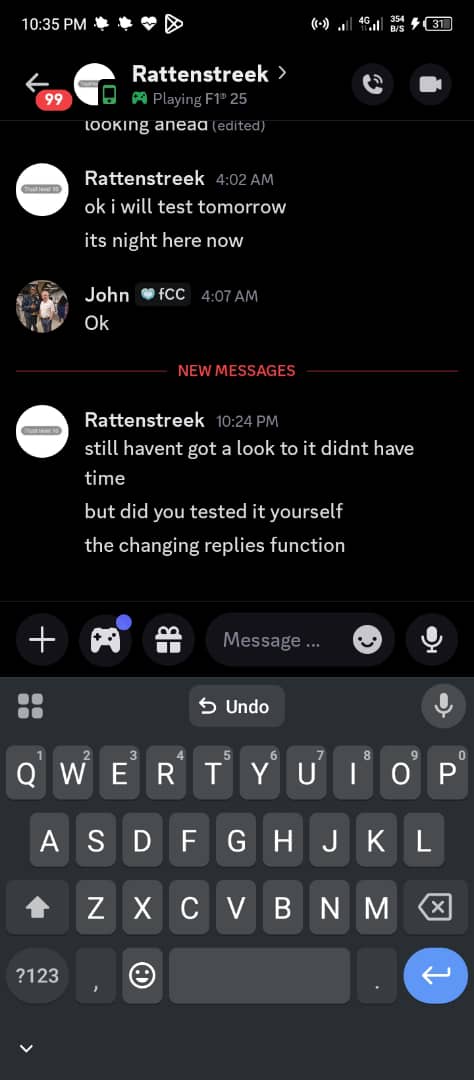 10:35 PM
4G
354
B/S
31
99
Rattenstreek
Playing F1® 25
looking ahead (edited)
Rattenstreek 4:02 AM
ok i will test tomorrow
its night here now
John fCC 4:07 AM
Ok
NEW MESSAGES
Rattenstreek 10:24 PM
still havent got a look to it didnt have
time
but did you tested it yourself
the changing replies function
Message ...
Undo
1 2 3 4 5 6 7 8 9 0
Q W E R T Y U I O P
A S D F G H J K L
Z X C V B N M
?123 , .